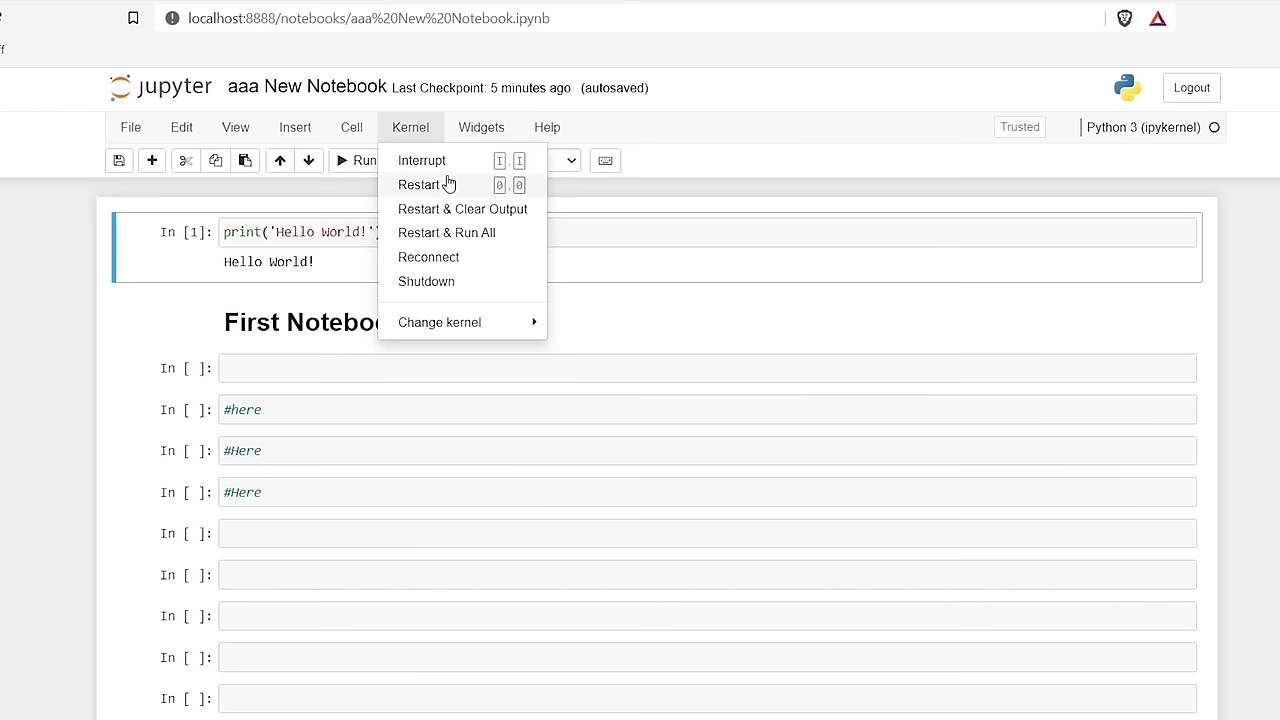 localhost:8888/notebooks/aaa%20New%20Notebook.ipynb
jupyter aaa New Notebook Last Checkpoint: 5 minutes ago (autosaved)
Logout
File Edit View Insert Cell Kernel Widgets Help
Trusted
Python 3 (ipykernel)
Run
Interrupt I,I
Restart 0,0
Restart & Clear Output
Restart & Run All
Reconnect
Shutdown
Change kernel
In [1]: print('Hello World!')
Hello World!
First Noteboo
In [ ]:
In [ ]: #here
In [ ]: #Here
In [ ]: #Here
In [ ]:
In [ ]:
In [ ]:
In [ ]:
In [ ]: